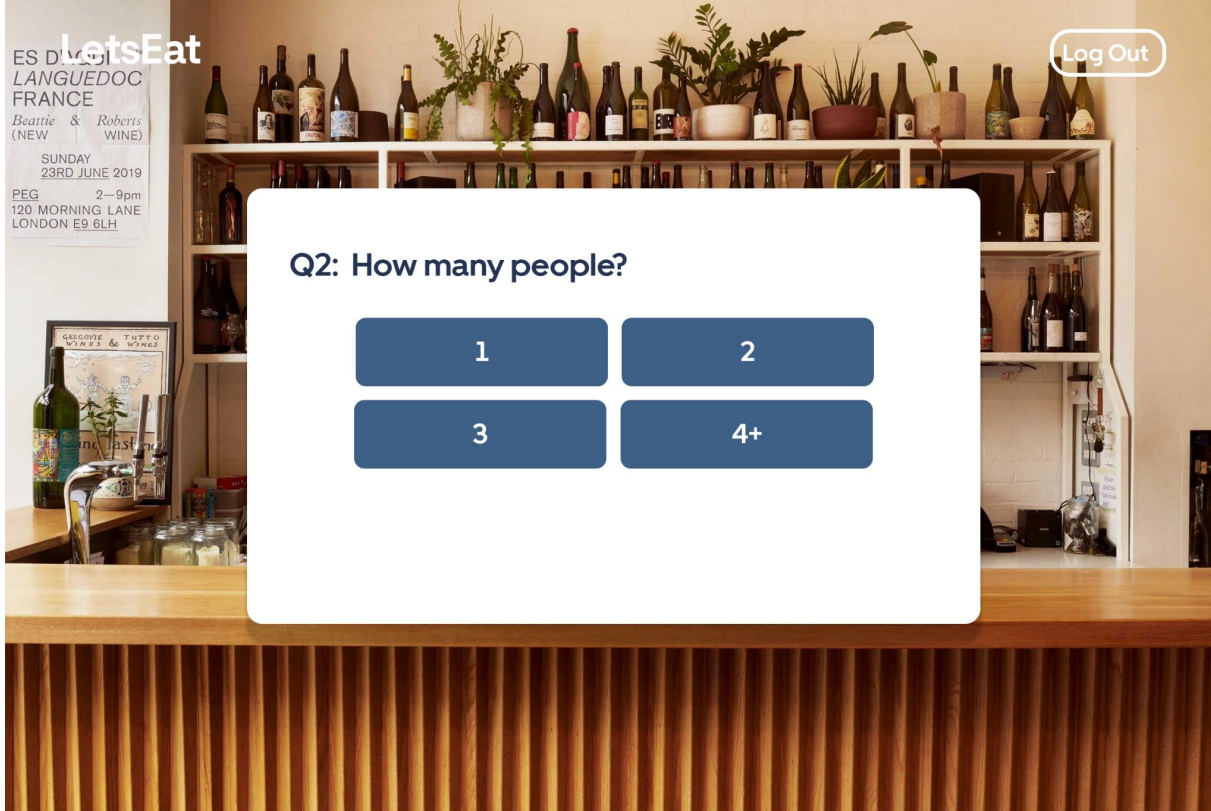 LetsEat
Log Out
LANGUEDOC
FRANCE
Beattie & Roberts
(NEW WINE)
SUNDAY
23RD JUNE 2019
PEG 2—9pm
120 MORNING LANE
LONDON E9 6LH
Q2: How many people?
1
2
3
4+
GERGOVIE TUTTO
WINES & WINES